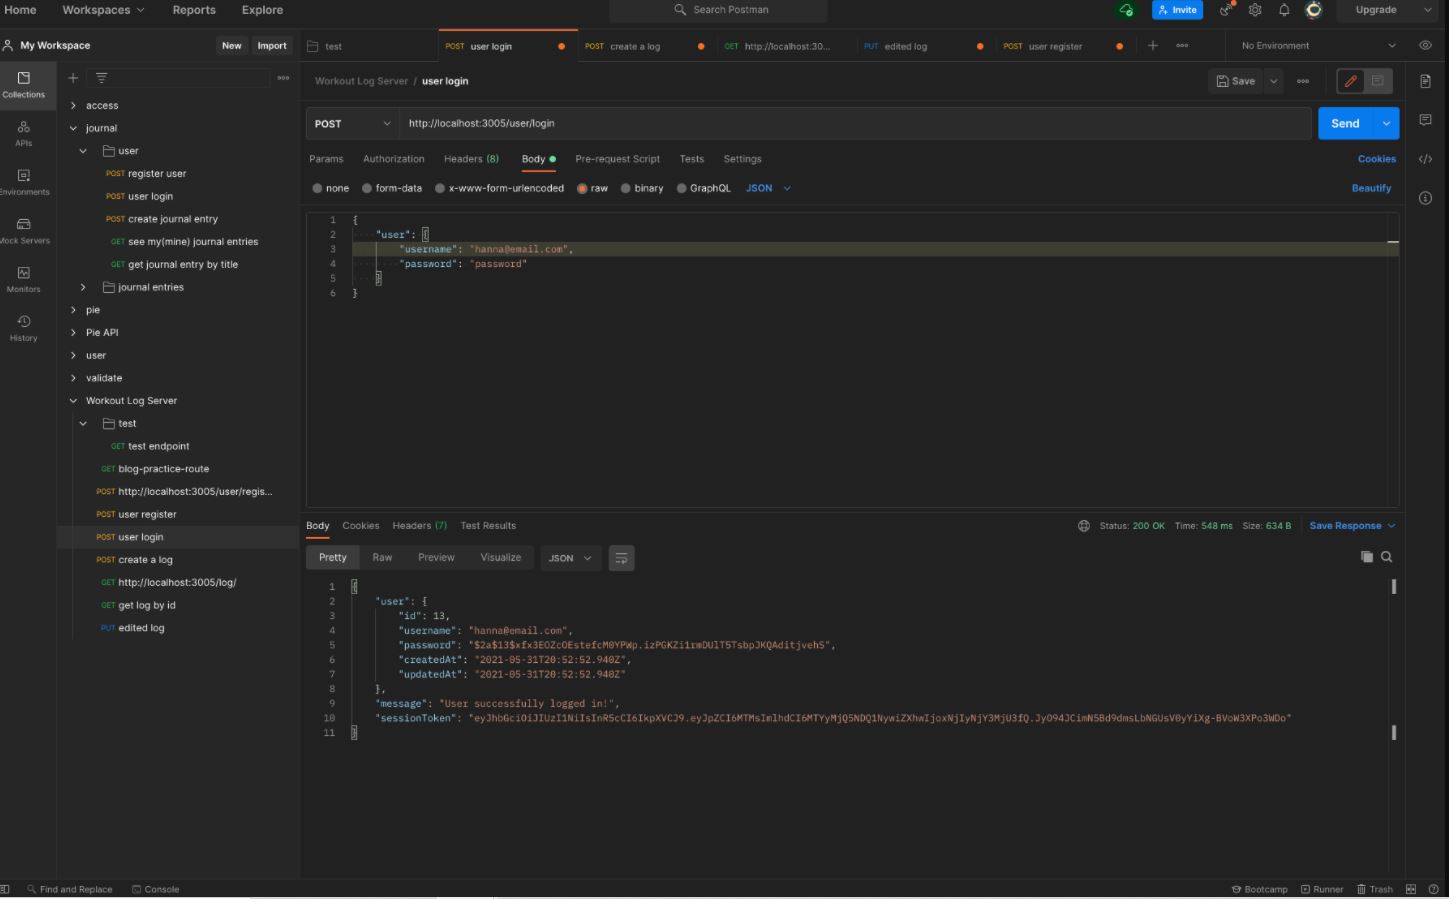 Home Workspaces Reports Explore Search Postman Invite Upgrade
My Workspace New Import
test
POST user login
POST create a log
GET http://localhost:30...
PUT edited log
POST user register
No Environment
Collections
APIs
Environments
Mock Servers
Monitors
History
access
journal
user
POST register user
POST user login
POST create journal entry
GET see my(mine) journal entries
GET get journal entry by title
journal entries
pie
Pie API
user
validate
Workout Log Server
test
GET test endpoint
GET blog-practice-route
POST http://localhost:3005/user/regis...
POST user register
POST user login
POST create a log
GET http://localhost:3005/log/
GET get log by id
PUT edited log
Workout Log Server / user login Save
POST http://localhost:3005/user/login Send
Params Authorization Headers (8) Body Pre-request Script Tests Settings Cookies
none form-data x-www-form-urlencoded raw binary GraphQL JSON Beautify
1 {
2 "user": {
3 "username": "hanna@email.com",
4 "password": "password"
5 }
6 }
Body Cookies Headers (7) Test Results Status: 200 OK Time: 548 ms Size: 634 B Save Response
Pretty Raw Preview Visualize JSON
1 {
2 "user": {
3 "id": 13,
4 "username": "hanna@email.com",
5 "password":
6 "createdAt": "2021-05-31T20:52:52.940Z",
7 "updatedAt": "2021-05-31T20:52:52.940Z"
8 },
9 "message": "User successfully logged in!",
10 "sessionToken":
11 }
Find and Replace Console Bootcamp Runner Trash